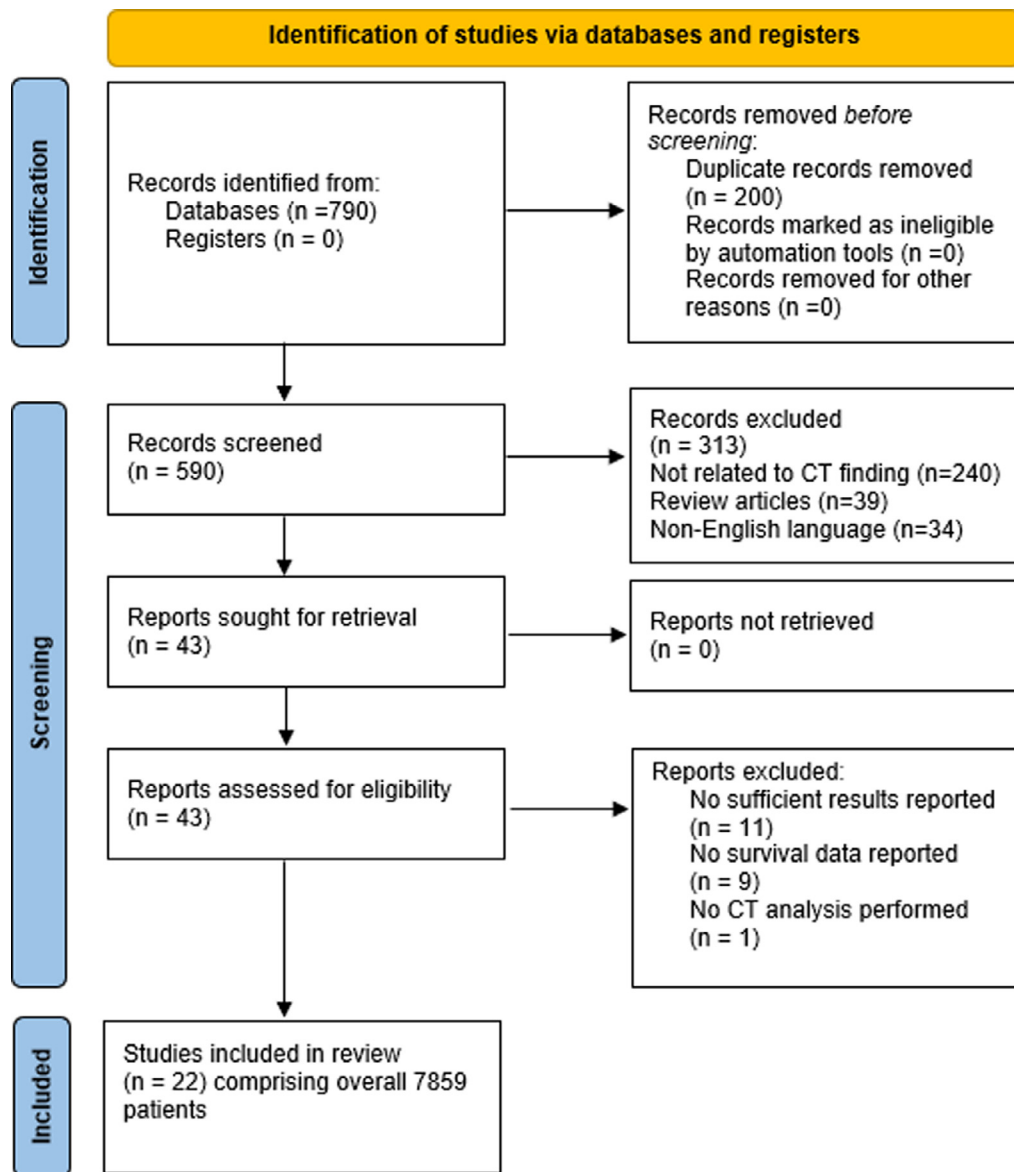 Identification of studies via databases and registers
Identification
Records identified from:
Databases (n =790)
Registers (n = 0)
Records removed before
screening:
Duplicate records removed
(n = 200)
Records marked as ineligible
by automation tools (n =0)
Records removed for other
reasons (n =0)
Screening
Records screened
(n = 590)
Records excluded
(n = 313)
Not related to CT finding (n=240)
Review articles (n=39)
Non-English language (n=34)
Reports sought for retrieval
(n = 43)
Reports not retrieved
(n = 0)
Reports assessed for eligibility
(n = 43)
Reports excluded:
No sufficient results reported
(n = 11)
No survival data reported
(n = 9)
No CT analysis performed
(n = 1)
Included
Studies included in review
(n = 22) comprising overall 7859
patients